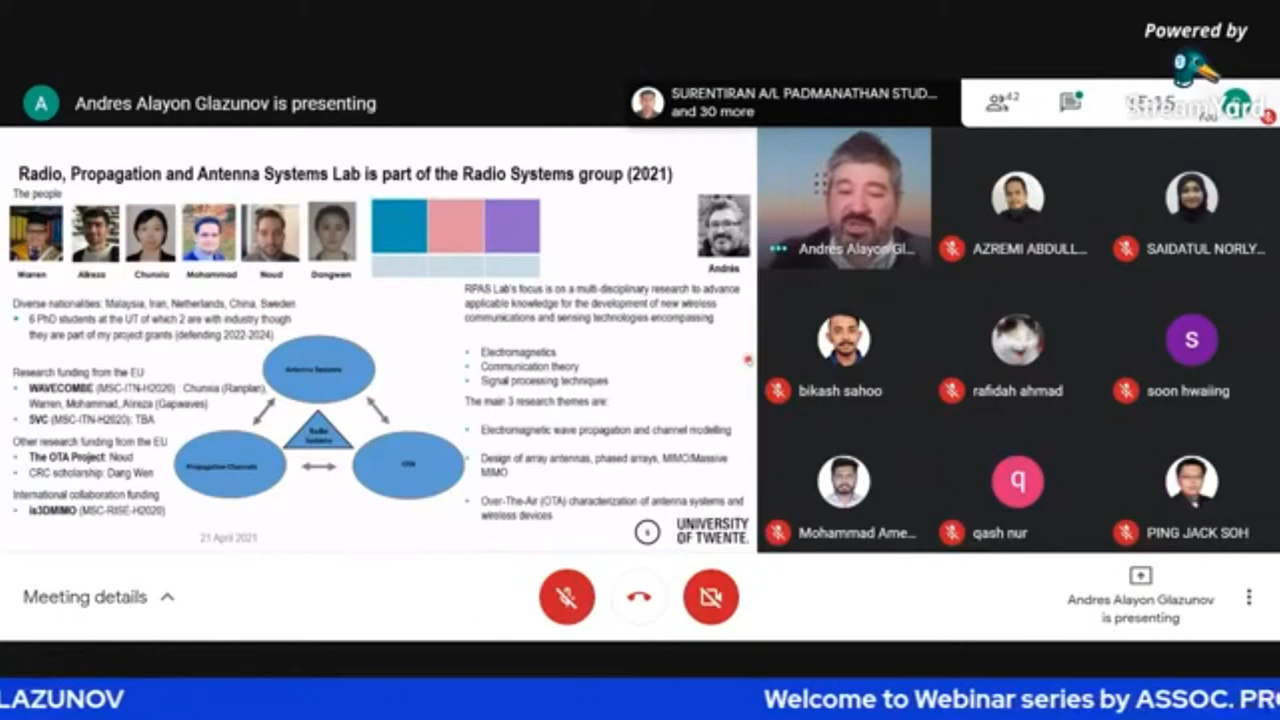 Powered by
StreamYard
A
Andres Alayon Glazunov is presenting
SURENTIRAN A/L PADMANATHAN STUD...
and 30 more
42
Radio, Propagation and Antenna Systems Lab is part of the Radio Systems group (2021)
The people
Warren
Alireza
Chunxia
Mohammad
Noud
Dangwen
Andrés
Diverse nationalities: Malaysia, Iran, Netherlands, China, Sweden
• 6 PhD students at the UT of which 2 are with industry though
they are part of my project grants (defending 2022-2024)
Research funding from the EU
• WAVECOMBE (MSC-ITN-H2020) : Chunxia (Ranplan),
Warren, Mohammad, Alireza (Gapwaves)
• 5VC (MSC-ITN-H2020): TBA
Other research funding from the EU
• The OTA Project: Noud
• CRC scholarship: Dang Wen
International collaboration funding
• is3DMIMO (MSC-RISE-H2020)
Antenna Systems
Radio
Systems
Propagation Channels
OTA
RPAS Lab's focus is on a multi-disciplinary research to advance
applicable knowledge for the development of new wireless
communications and sensing technologies encompassing
• Electromagnetics
• Communication theory
• Signal processing techniques
The main 3 research themes are:
• Electromagnetic wave propagation and channel modelling
• Design of array antennas, phased arrays, MIMO/Massive
MIMO
• Over-The-Air (OTA) characterization of antenna systems and
wireless devices
21 April 2021
UNIVERSITY
OF TWENTE.
Andres Alayon Gl...
AZREMI ABDULL...
SAIDATUL NORLY...
bikash sahoo
rafidah ahmad
s
soon hwaiing
Mohammad Ame...
q
qash nur
PING JACK SOH
Meeting details
Andres Alayon Glazunov
is presenting
LAZUNOV
Welcome to Webinar series by ASSOC. PR